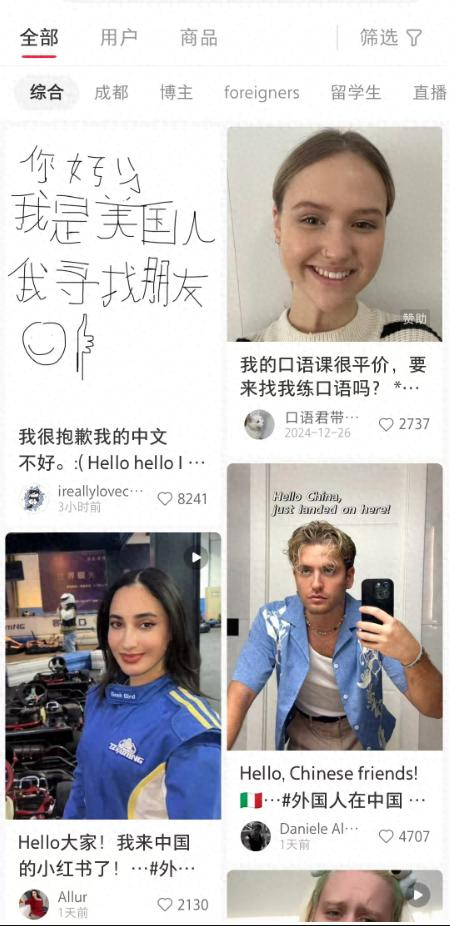 全部
用户
商品
筛选
综合
成都
博主
foreigners
留学生
直播
你好
我是美国人
我寻找朋友
我很抱歉我的中文
不好。:( Hello hello I …
ireallylovec…
3小时前
8241
赞助
我的口语课很平价，要
来找我练口语吗？ *…
口语君带…
2024-12-26
2737
Hello大家！我来中国
的小红书了！…#外…
Allur
1天前
2130
Hello China,
just landed on here!
Hello, Chinese friends!
🇮🇹…#外国人在中国 …
Daniele Al…
1天前
4707